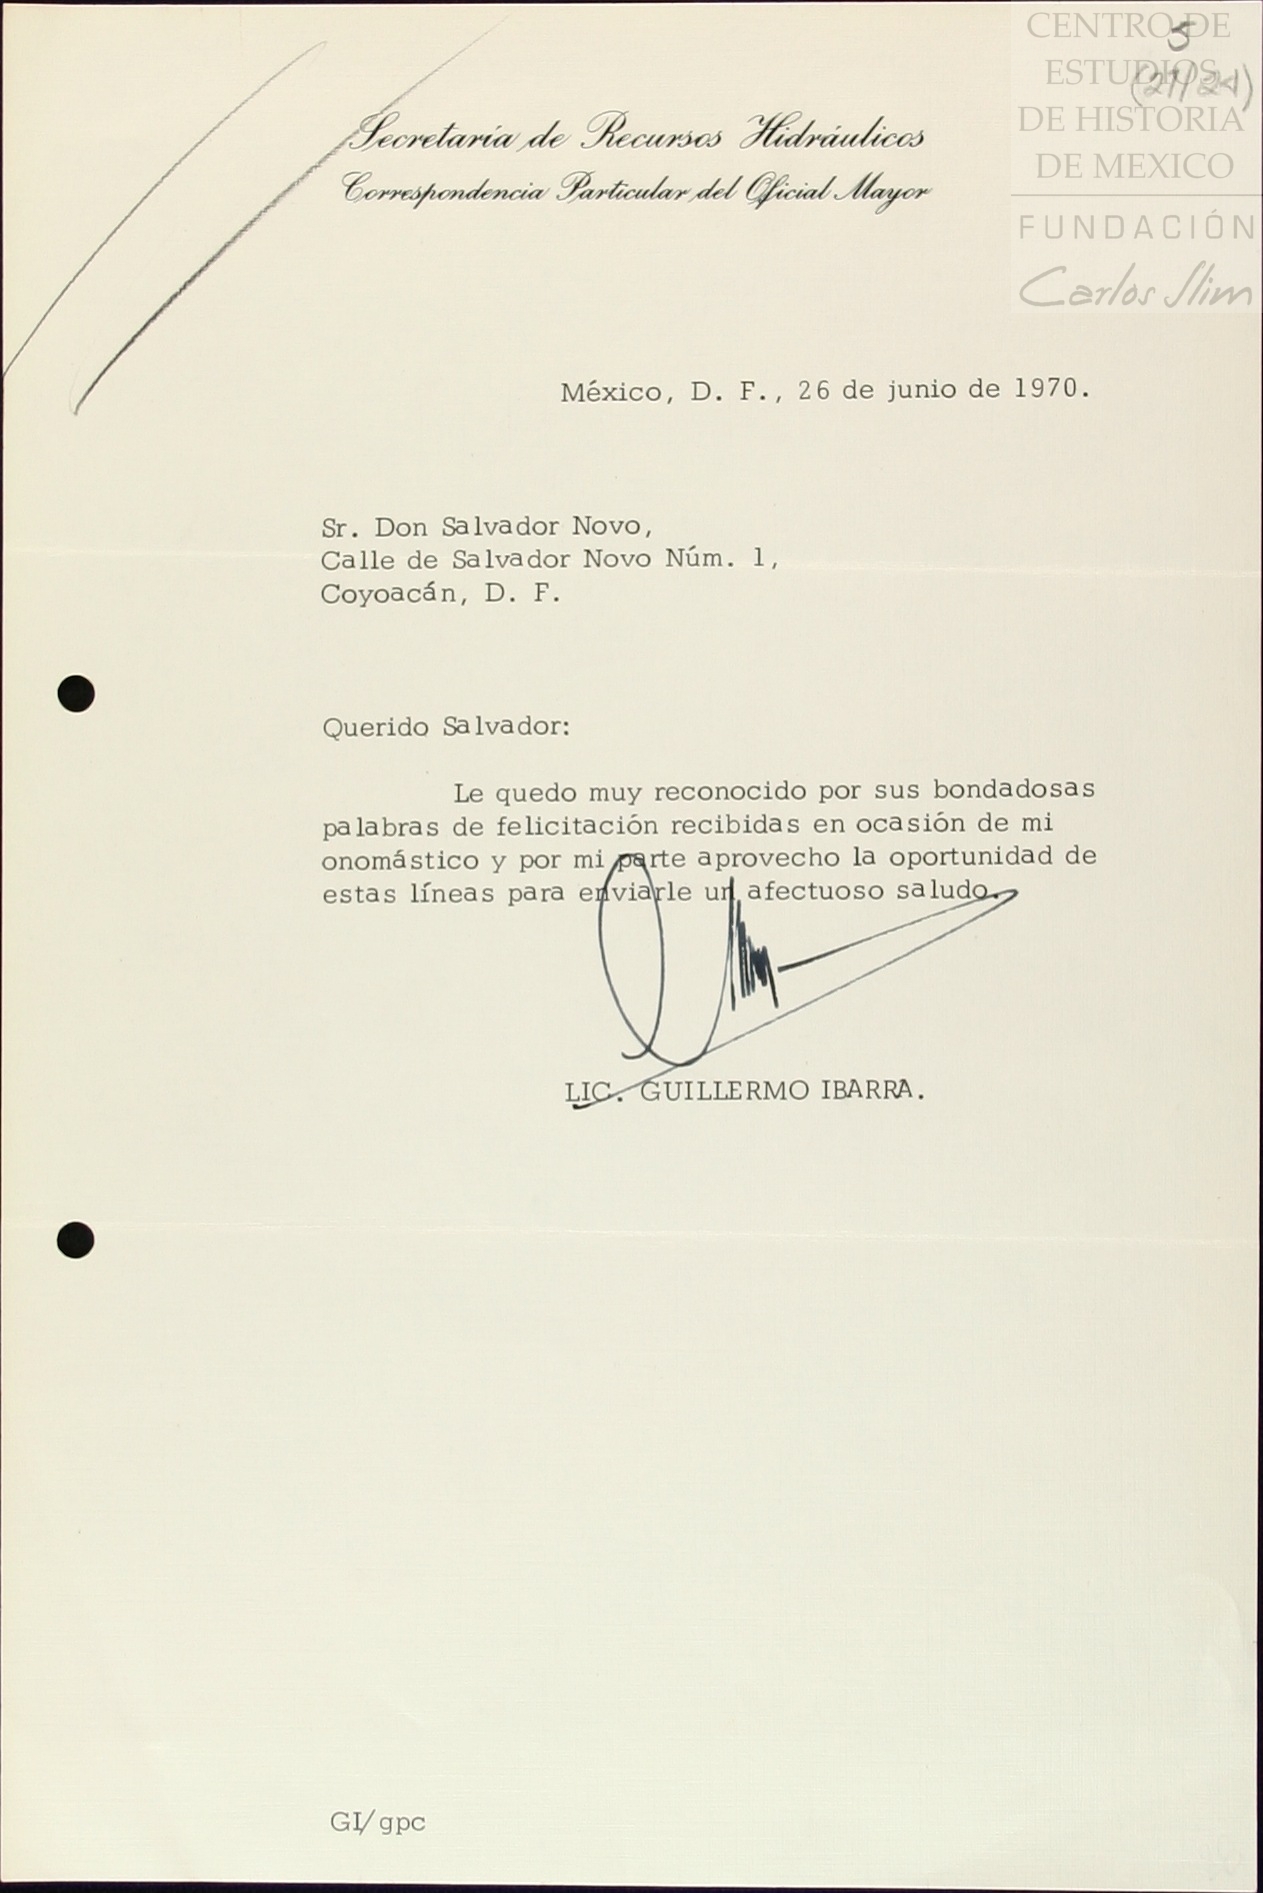 CENTRO DE
ESTUDIOS
DE HISTORIA
DE MEXICO
FUNDACIÓN
Carlos Slim
5
Secretaría de Recursos Hidráulicos
Correspondencia Particular del Oficial Mayor
México, D. F., 26 de junio de 1970.
Sr. Don Salvador Novo,
Calle de Salvador Novo Núm. 1,
Coyoacán, D. F.
Querido Salvador:
Le quedo muy reconocido por sus bondadosas
palabras de felicitación recibidas en ocasión de mi
onomástico y por mi parte aprovecho la oportunidad de
estas líneas para enviarle un afectuoso saludo.
LIC. GUILLERMO IBARRA.
GI/gpc